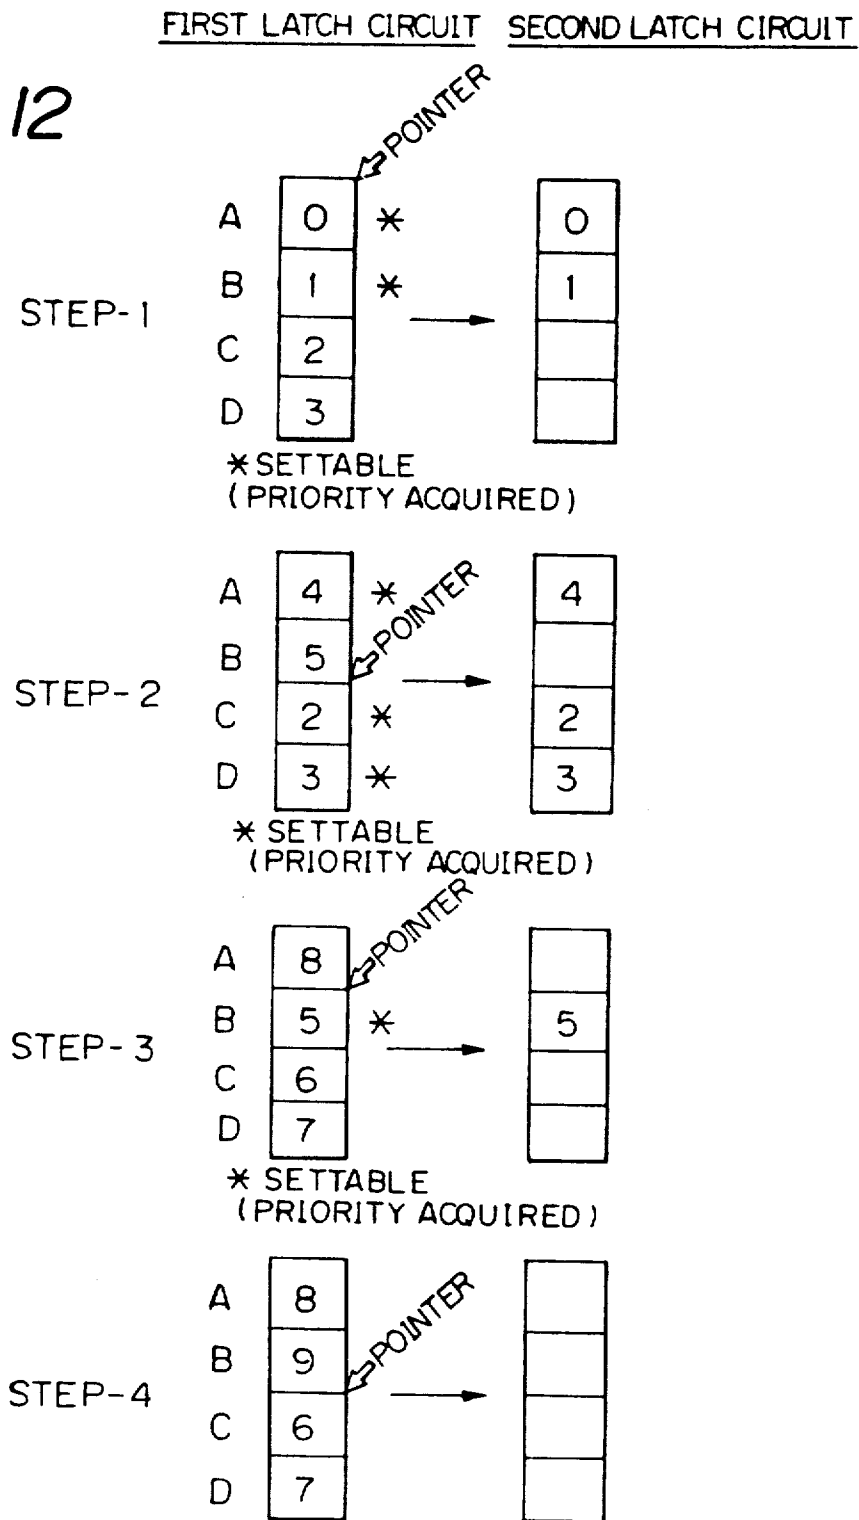 FIRST LATCH CIRCUIT SECOND LATCH CIRCUIT
12
POINTER
A 0 * 0
B 1 * 1
STEP-1
C 2
D 3
* SETTABLE
(PRIORITY ACQUIRED)
POINTER
A 4 * 4
B 5
STEP-2
C 2 * 2
D 3 * 3
* SETTABLE
(PRIORITY ACQUIRED)
POINTER
A 8
B 5 * 5
STEP-3
C 6
D 7
* SETTABLE
(PRIORITY ACQUIRED)
POINTER
A 8
B 9
STEP-4
C 6
D 7